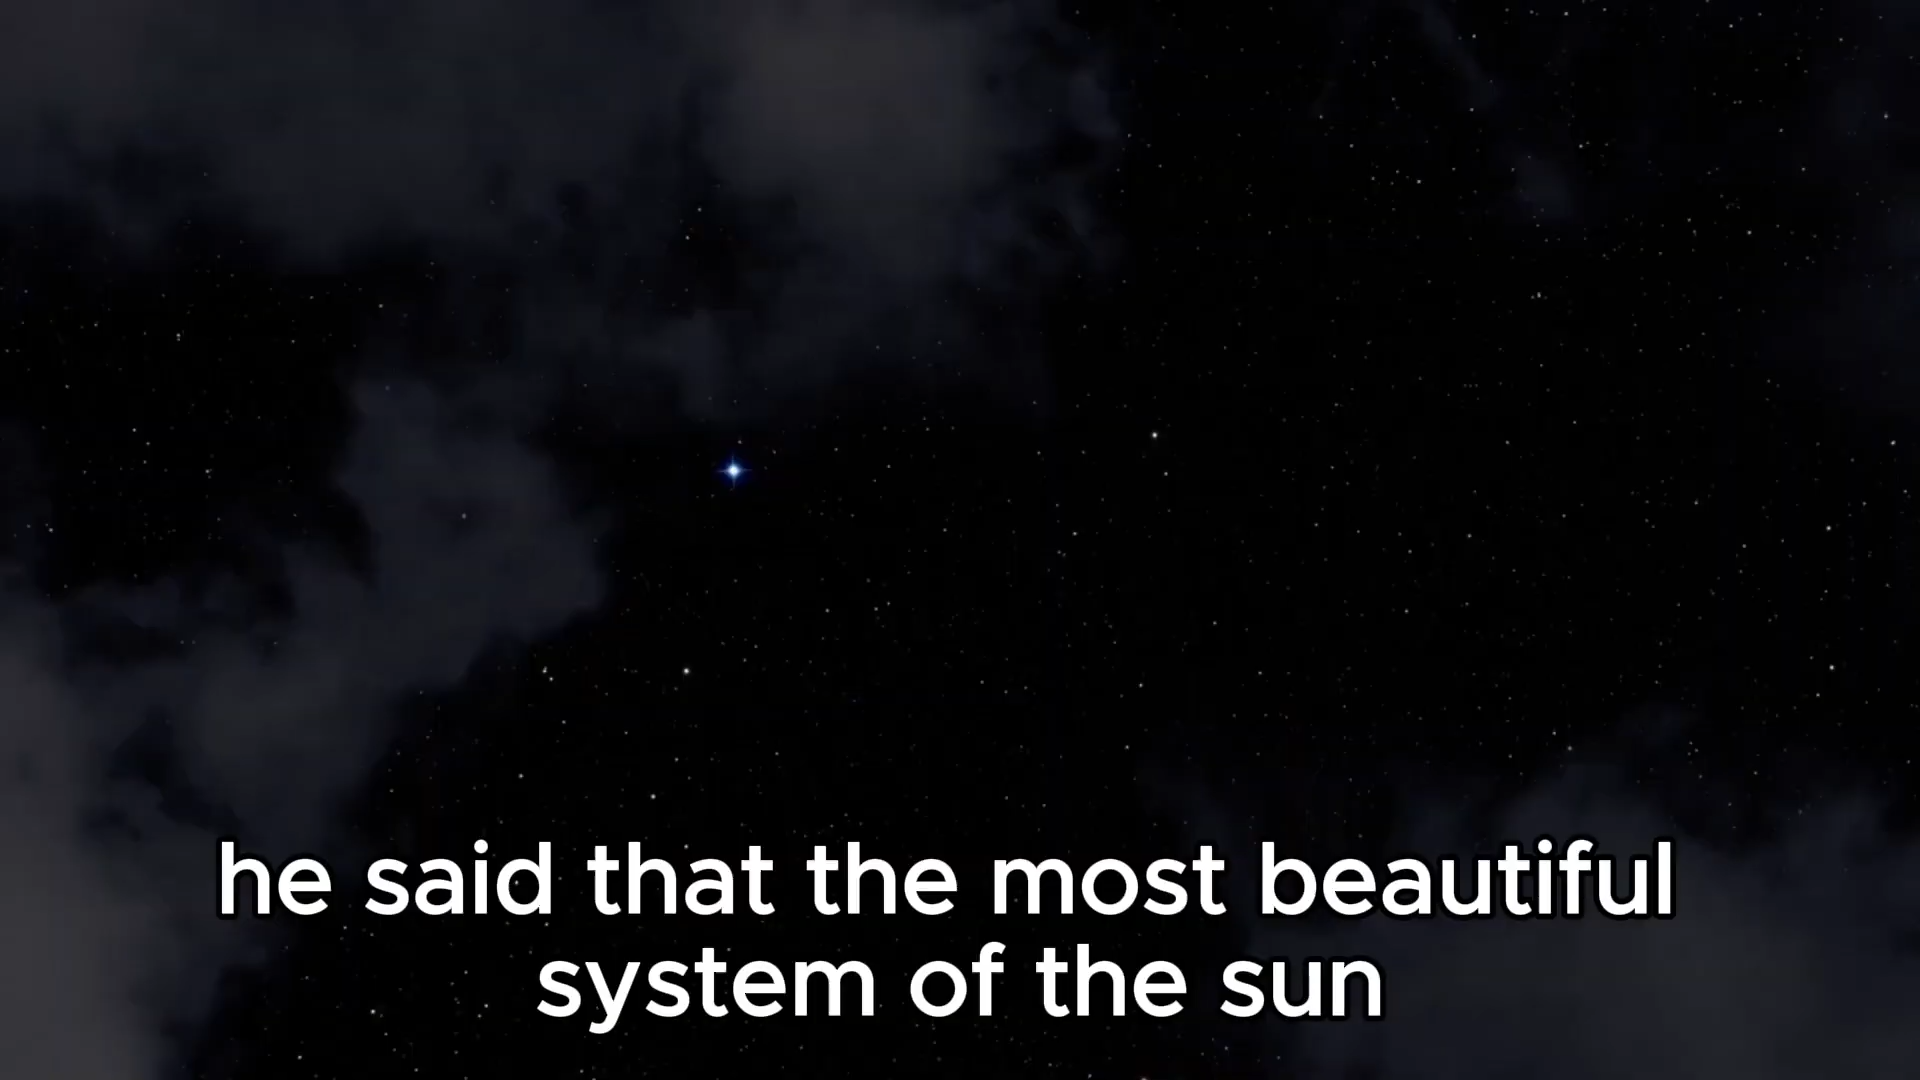 he said that the most beautiful
system of the sun